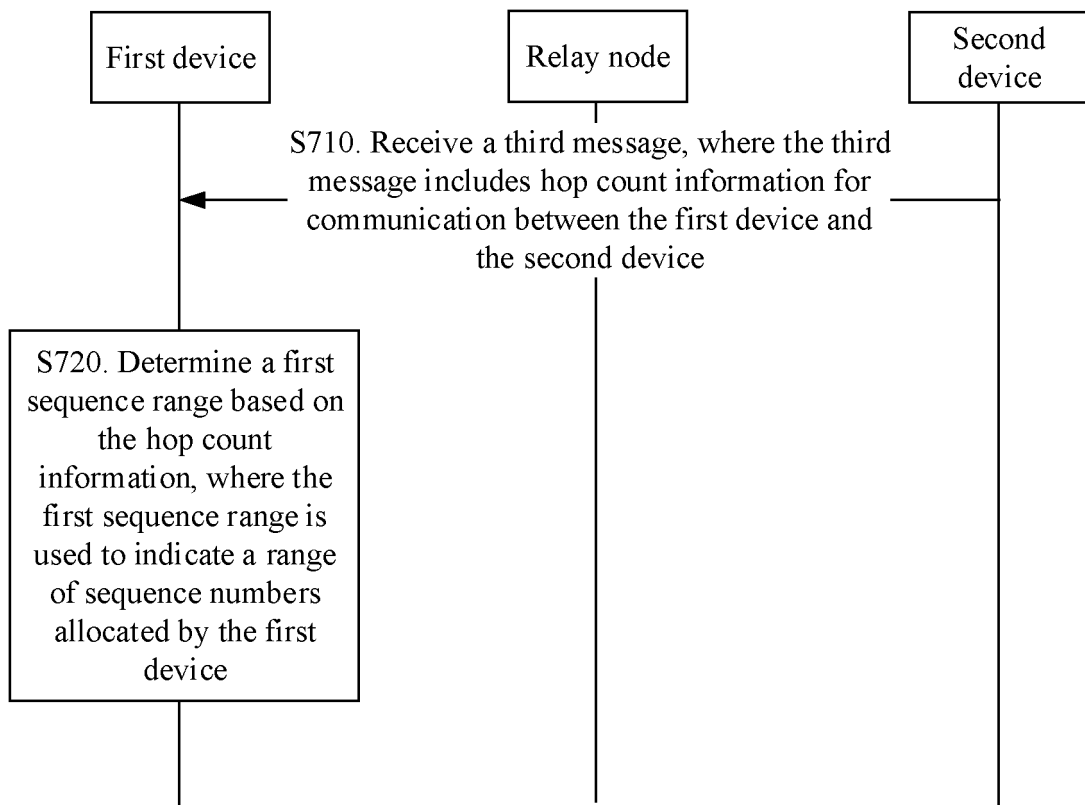 First device
Relay node
Second
device
S710. Receive a third message, where the third
message includes hop count information for
communication between the first device and
the second device
S720. Determine a first
sequence range based on
the hop count
information, where the
first sequence range is
used to indicate a range
of sequence numbers
allocated by the first
device